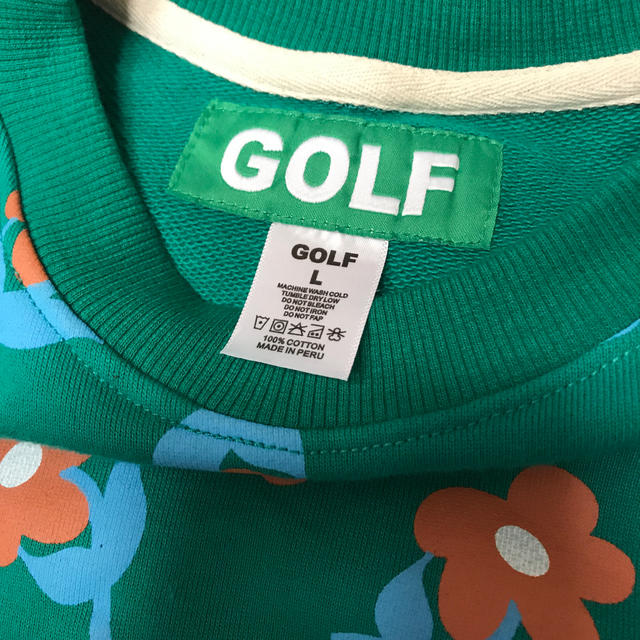 GOLF
GOLF
L
MACHINE WASH COLD
TUMBLE DRY LOW
DO NOT BLEACH
DO NOT IRON
DO NOT FAP
100% COTTON
MADE IN PERU